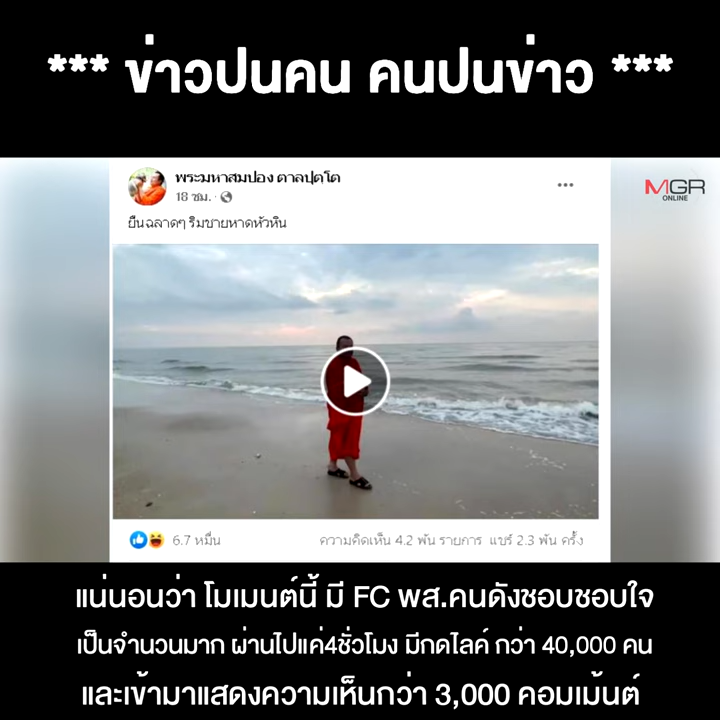 *** ข่าวปนคน คนปนข่าว ***
พระมหาสมปอง ตาลปุตโต
18 ชม.
MGR
ONLINE
ยืนฉลาดๆ ริมชายหาดหัวหิน
6.7 หมื่น ความคิดเห็น 4.2 พัน รายการ แชร์ 2.3 พัน ครั้ง
แน่นอนว่า โมเมนต์นี้ มี FC พส.คนดังชอบชอบใจ
เป็นจำนวนมาก ผ่านไปแค่4ชั่วโมง มีกดไลค์ กว่า 40,000 คน
และเข้ามาแสดงความเห็นกว่า 3,000 คอมเม้นต์